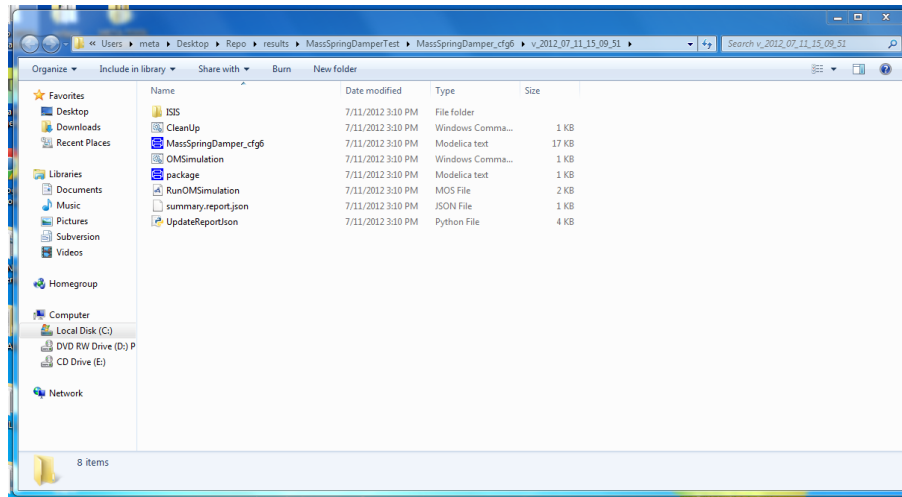 « Users ▸ meta ▸ Desktop ▸ Repo ▸ results ▸ MassSpringDamperTest ▸ MassSpringDamper_cfg6 ▸ v_2012_07_11_15_09_51 ▸
Search v_2012_07_11_15_09_51
Organize ▾ Include in library ▾ Share with ▾ Burn New folder
Favorites
Desktop
Downloads
Recent Places
Libraries
Documents
Music
Pictures
Subversion
Videos
Homegroup
Computer
Local Disk (C:)
DVD RW Drive (D:) P
CD Drive (E:)
Network
Name Date modified Type Size
ISIS 7/11/2012 3:10 PM File folder
CleanUp 7/11/2012 3:10 PM Windows Comma... 1 KB
MassSpringDamper_cfg6 7/11/2012 3:10 PM Modelica text 17 KB
OMSimulation 7/11/2012 3:10 PM Windows Comma... 1 KB
package 7/11/2012 3:10 PM Modelica text 1 KB
RunOMSimulation 7/11/2012 3:10 PM MOS File 2 KB
summary.report.json 7/11/2012 3:10 PM JSON File 1 KB
UpdateReportJson 7/11/2012 3:10 PM Python File 4 KB
8 items